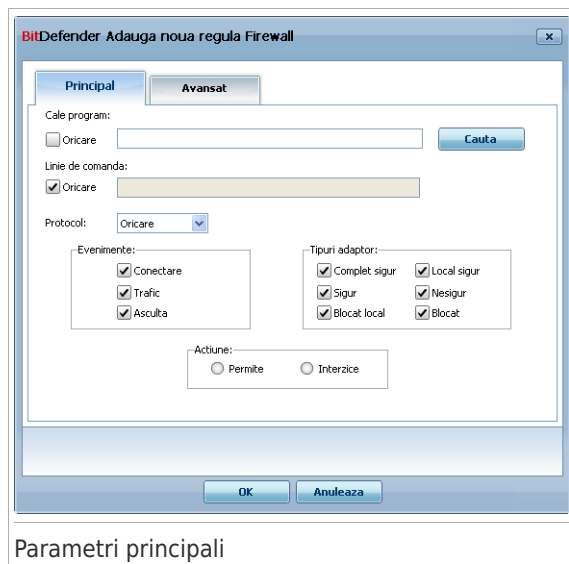 BitDefender Adauga noua regula Firewall
Principal Avansat
Cale program:
Oricare Cauta
Linie de comanda:
Oricare
Protocol: Oricare
Evenimente: Tipuri adaptor:
Conectare Complet sigur Local sigur
Trafic Sigur Nesigur
Asculta Blocat local Blocat
Actiune:
Permite Interzice
OK Anuleaza
Parametri principali